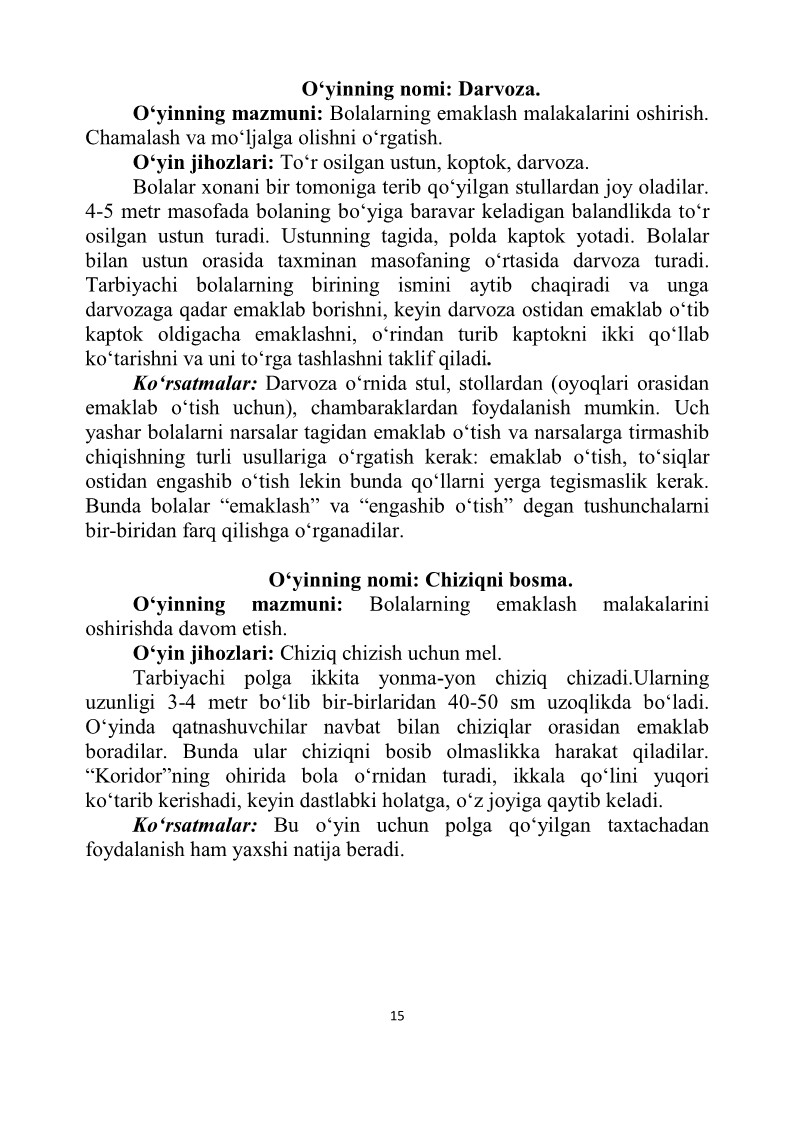 O‘yinning nomi: Darvoza.
O‘yinning mazmuni: Bolalarning emaklash malakalarini oshirish.
Chamalash va mo‘ljalga olishni o‘rgatish.
O‘yin jihozlari: To‘r osilgan ustun, koptok, darvoza.
Bolalar xonani bir tomoniga terib qo‘yilgan stullardan joy oladilar.
4-5 metr masofada bolaning bo‘yiga baravar keladigan balandlikda to‘r
osilgan ustun turadi. Ustunning tagida, polda kaptok yotadi. Bolalar
bilan ustun orasida taxminan masofaning o‘rtasida darvoza turadi.
Tarbiyachi bolalarning birining ismini aytib chaqiradi va unga
darvozaga qadar emaklab borishni, keyin darvoza ostidan emaklab o‘tib
kaptok oldigacha emaklashni, o‘rindan turib kaptokni ikki qo‘llab
ko‘tarishni va uni to‘rga tashlashni taklif qiladi.
Ko‘rsatmalar: Darvoza o‘rnida stul, stollardan (oyoqlari orasidan
emaklab o‘tish uchun), chambaraklardan foydalanish mumkin. Uch
yashar bolalarni narsalar tagidan emaklab o‘tish va narsalarga tirmashib
chiqishning turli usullariga o‘rgatish kerak: emaklab o‘tish, to‘siqlar
ostidan engashib o‘tish lekin bunda qo‘llarni yerga tegismaslik kerak.
Bunda bolalar “emaklash” va “engashib o‘tish” degan tushunchalarni
bir-biridan farq qilishga o‘rganadilar.
O‘yinning nomi: Chiziqni bosma.
O‘yinning mazmuni: Bolalarning emaklash malakalarini
oshirishda davom etish.
O‘yin jihozlari: Chiziq chizish uchun mel.
Tarbiyachi polga ikkita yonma-yon chiziq chizadi.Ularning
uzunligi 3-4 metr bo‘lib bir-birlaridan 40-50 sm uzoqlikda bo‘ladi.
O‘yinda qatnashuvchilar navbat bilan chiziqlar orasidan emaklab
boradilar. Bunda ular chiziqni bosib olmaslikka harakat qiladilar.
“Koridor”ning ohirida bola o‘rnidan turadi, ikkala qo‘lini yuqori
ko‘tarib kerishadi, keyin dastlabki holatga, o‘z joyiga qaytib keladi.
Ko‘rsatmalar: Bu o‘yin uchun polga qo‘yilgan taxtachadan
foydalanish ham yaxshi natija beradi.
15